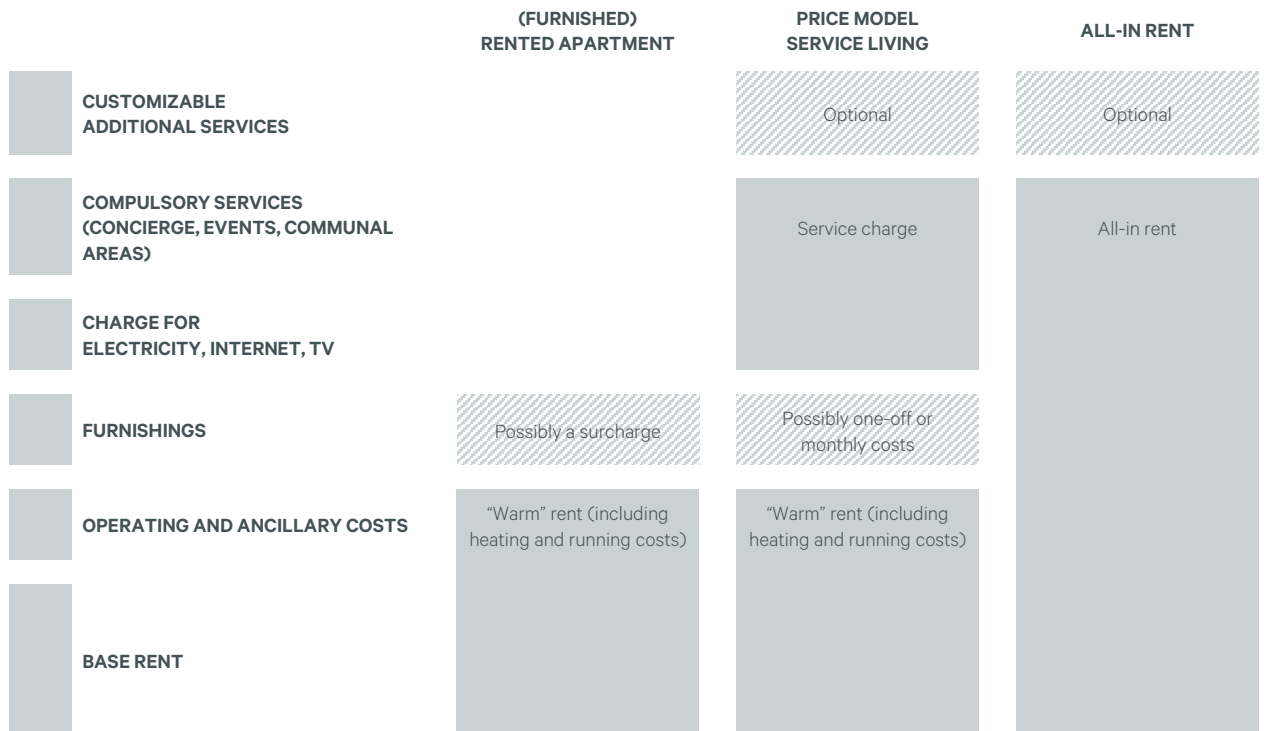 (FURNISHED)
RENTED APARTMENT
PRICE MODEL
SERVICE LIVING
ALL-IN RENT
CUSTOMIZABLE
ADDITIONAL SERVICES
Optional
Optional
COMPULSORY SERVICES
(CONCIERGE, EVENTS, COMMUNAL
AREAS)
Service charge
All-in rent
CHARGE FOR
ELECTRICITY, INTERNET, TV
FURNISHINGS
Possibly a surcharge
Possibly one-off or
monthly costs
OPERATING AND ANCILLARY COSTS
“Warm” rent (including
heating and running costs)
“Warm” rent (including
heating and running costs)
BASE RENT